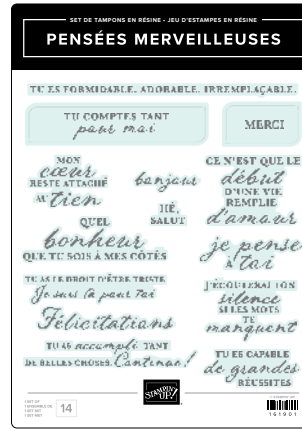 SET DE TAMPONS EN RÉSINE - JEU D'ESTAMPES EN RÉSINE
PENSÉES MERVEILLEUSES
TU ES FORMIDABLE. ADORABLE. IRREMPLAÇABLE.
TU COMPTES TANT
pour moi
MERCI
MON
cœur
RESTE ATTACHÉ
AU tien
bonjour
HÉ,
SALUT
CE N'EST QUE LE
début
D'UNE VIE
REMPLIE
d'amour
QUEL
bonheur
QUE TU SOIS À MES CÔTÉS
je pense
À toi
TU AS LE DROIT D'ÊTRE TRISTE
Je suis là pour toi
J'ÉCOUTERAI TON
silence
SI LES MOTS
TE
manquent
Félicitations
TU AS accompli TANT
DE BELLES CHOSES. Continue!
TU ES CAPABLE
de grandes
RÉUSSITES
STAMPIN' UP!
14
161901